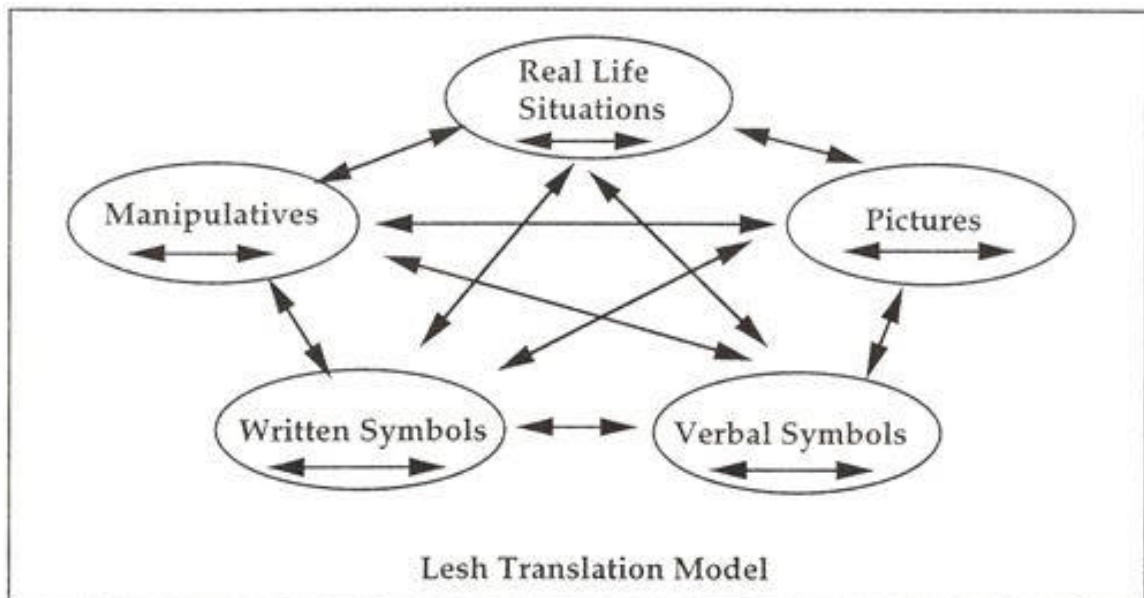 Real Life
Situations
Manipulatives
Pictures
Written Symbols
Verbal Symbols
Lesh Translation Model